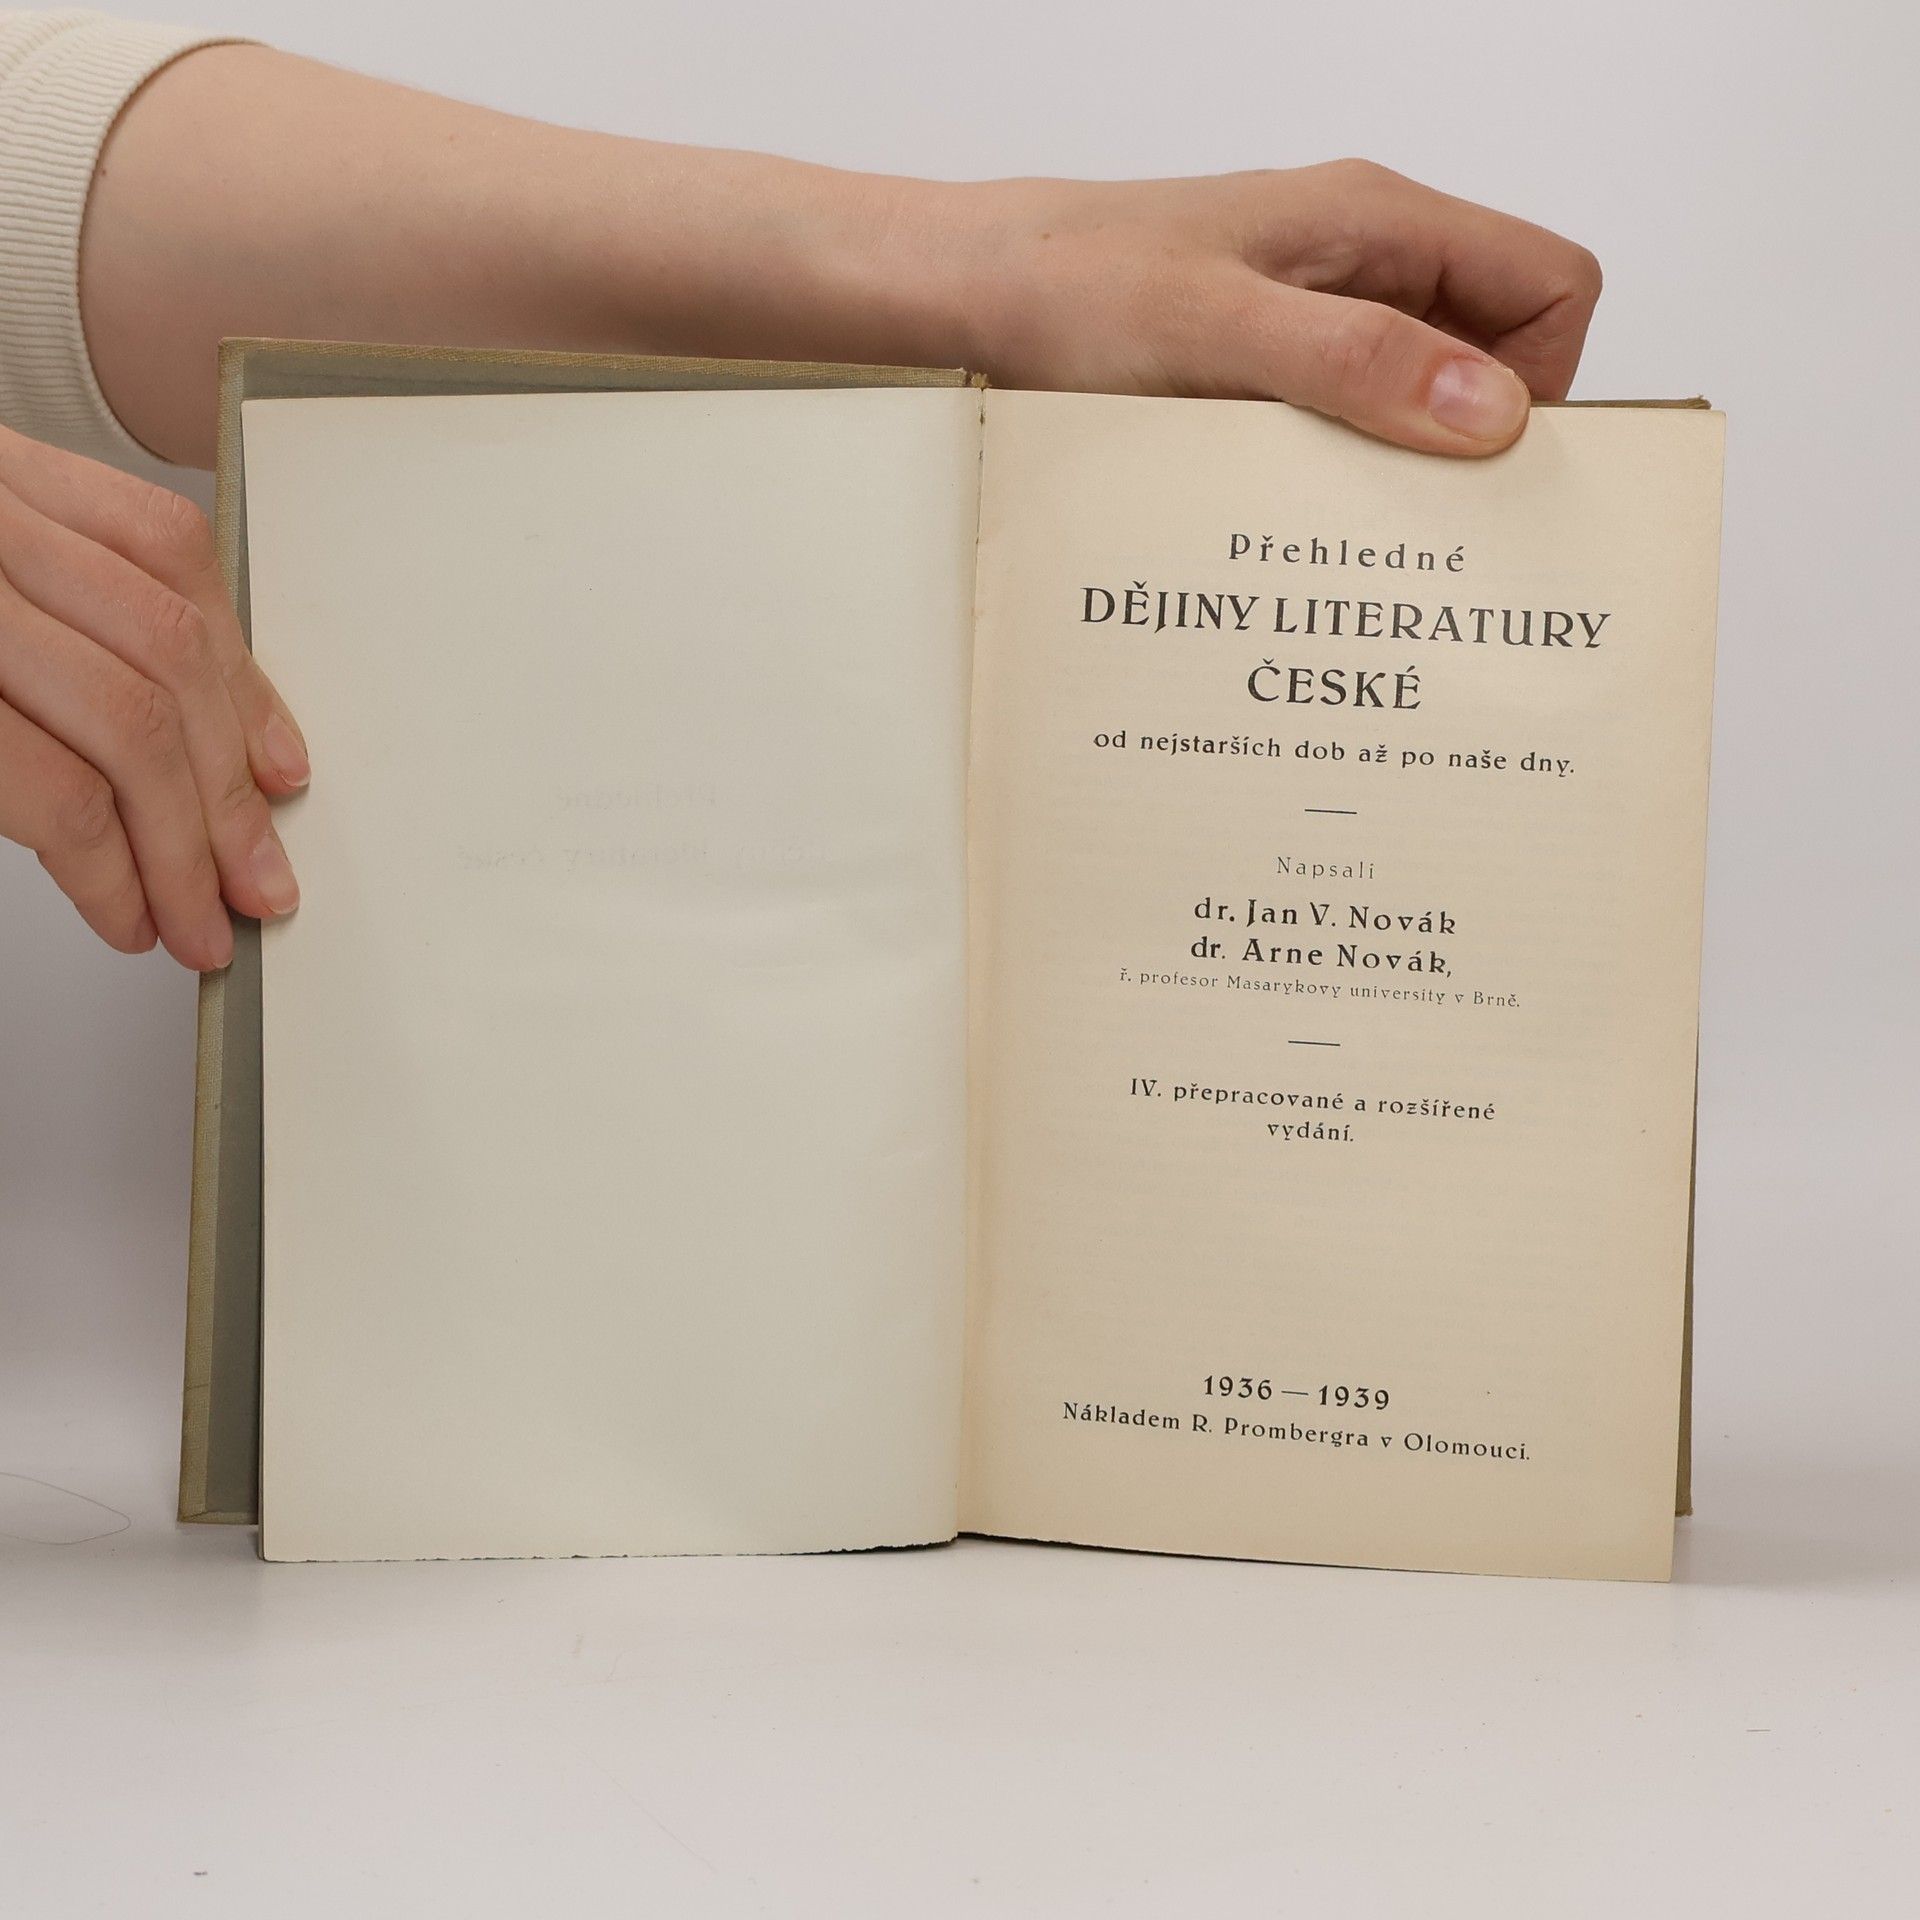 Přehledné
DĚJINY LITERATURY
ČESKÉ
od nejstarších dob až po naše dny.
Napsali
dr. Jan V. Novák
dr. Arne Novák,
ř. profesor Masarykovy university v Brně.
IV. přepracované a rozšířené
vydání.
1936 — 1939
Nákladem R. Prombergra v Olomouci.